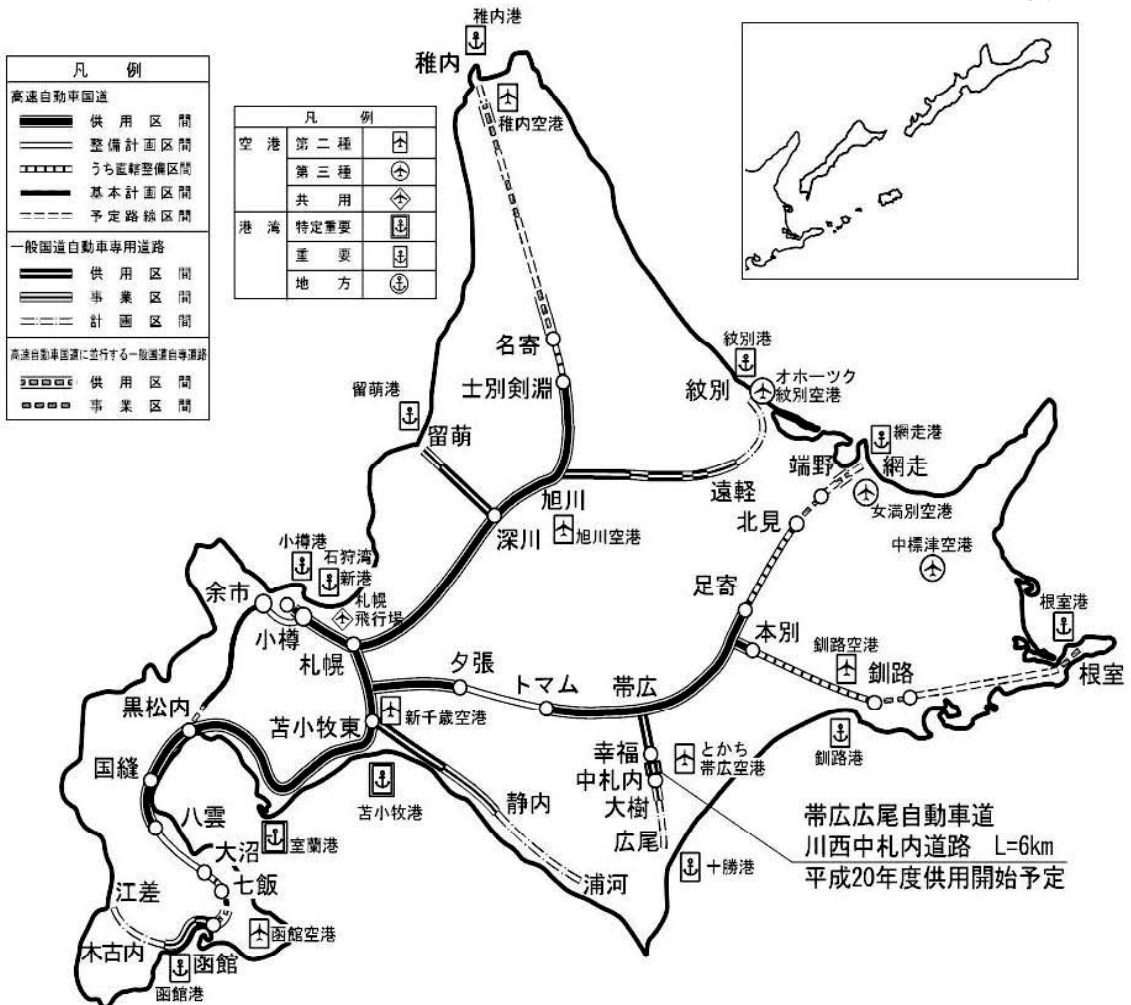 凡 例
高速自動車国道
供用区間
整備計画区間
うち直轄整備区間
基本計画区間
予定路線区間
一般国道自動車専用道路
供用区間
事業区間
計画区間
高速自動車国道に並行する一般国道自専道路
供用区間
事業区間
凡 例
空港 第二種
第三種
共用
港湾 特定重要
重要
地方
稚内港
稚内
稚内空港
名寄
士別剣淵
紋別港
紋別
オホーツク
紋別空港
留萌港
留萌
網走港
端野
網走
遠軽
旭川
北見
女満別空港
深川
旭川空港
中標津空港
小樽港
石狩湾
新港
余市
札幌
飛行場
小樽
足寄
札幌
本別
根室港
釧路空港
釧路
根室
夕張
トマム
帯広
黒松内
苫小牧東
新千歳空港
幸福
とかち
帯広空港
釧路港
国縫
中札内
苫小牧港
静内
大樹
八雲
広尾
帯広広尾自動車道
川西中札内道路 L=6km
平成20年度供用開始予定
室蘭港
大沼
十勝港
七飯
浦河
江差
函館空港
木古内
函館
函館港